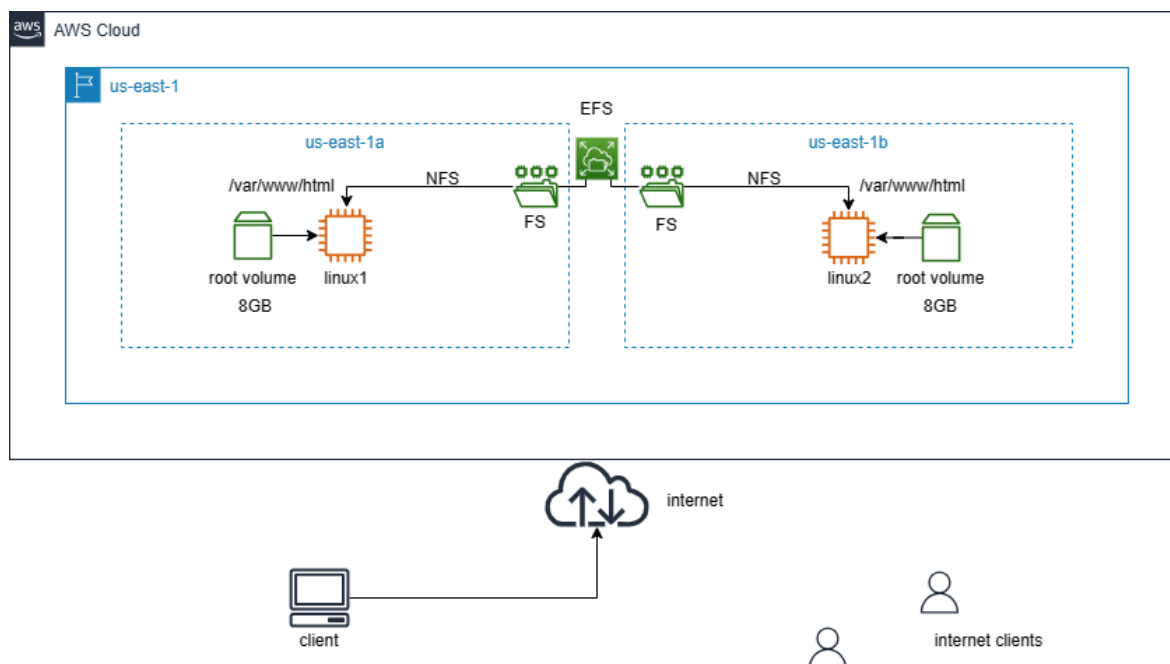 aws
AWS Cloud
us-east-1
EFS
us-east-1a
us-east-1b
/var/www/html
NFS
NFS
/var/www/html
FS
FS
root volume
8GB
linux1
linux2
root volume
8GB
internet
client
internet clients